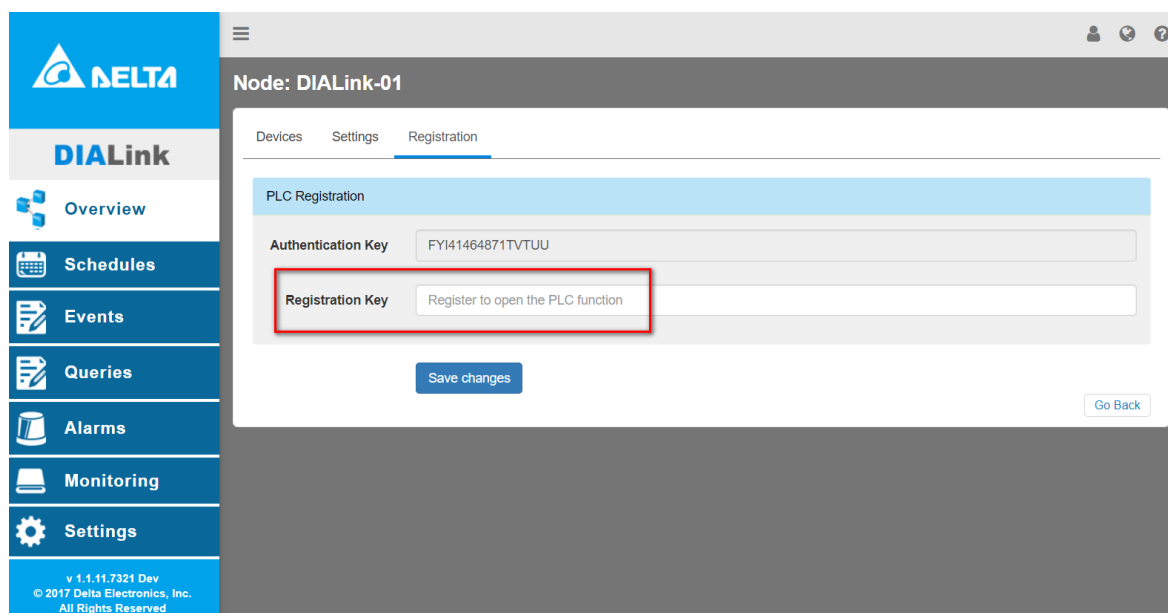 DELTA
DIALink
Overview
Schedules
Events
Queries
Alarms
Monitoring
Settings
v 1.1.11.7321 Dev
© 2017 Delta Electronics, Inc.
All Rights Reserved
Node: DIALink-01
Devices Settings Registration
PLC Registration
Authentication Key FYI41464871TVTUU
Registration Key Register to open the PLC function
Save changes
Go Back